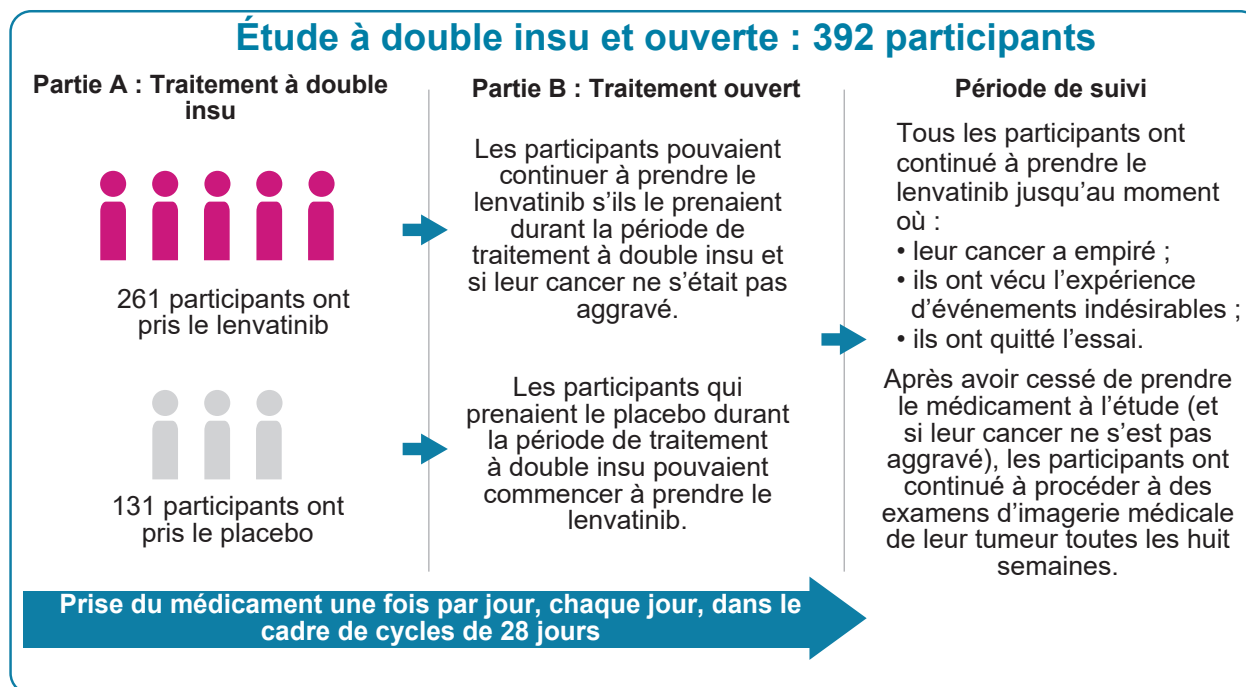 Étude à double insu et ouverte : 392 participants
Partie A : Traitement à double
insu
261 participants ont
pris le lenvatinib
131 participants ont
pris le placebo
Partie B : Traitement ouvert
Les participants pouvaient
continuer à prendre le
lenvatinib s’ils le prenaient
durant la période de
traitement à double insu et
si leur cancer ne s’était pas
aggravé.
Les participants qui
prenaient le placebo durant
la période de traitement
à double insu pouvaient
commencer à prendre le
lenvatinib.
Période de suivi
Tous les participants ont
continué à prendre le
lenvatinib jusqu’au moment
où :
• leur cancer a empiré ;
• ils ont vécu l’expérience
d’événements indésirables ;
• ils ont quitté l’essai.
Après avoir cessé de prendre
le médicament à l’étude (et
si leur cancer ne s’est pas
aggravé), les participants ont
continué à procéder à des
examens d’imagerie médicale
de leur tumeur toutes les huit
semaines.
Prise du médicament une fois par jour, chaque jour, dans le
cadre de cycles de 28 jours